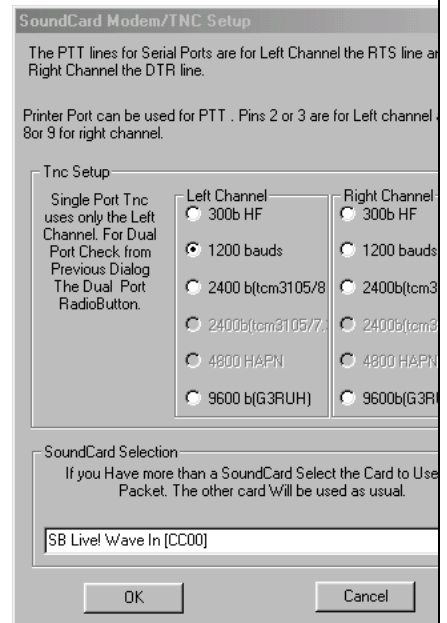 SoundCard Modem/TNC Setup
The PTT lines for Serial Ports are for Left Channel the RTS line ar
Right Channel the DTR line.
Printer Port can be used for PTT . Pins 2 or 3 are for Left channel
8or 9 for right channel.
Tnc Setup
Single Port Tnc
uses only the Left
Channel. For Dual
Port Check from
Previous Dialog
The Dual Port
RadioButton.
Left Channel
300b HF
1200 bauds
2400 b(tcm3105/8
2400b(tcm3105/7.
4800 HAPN
9600 b(G3RUH)
Right Channel
300b HF
1200 bauds
2400b(tcm3
2400b(tcm3
4800 HAPN
9600b(G3RU
SoundCard Selection
If you Have more than a SoundCard Select the Card to Use
Packet. The other card Will be used as usual.
SB Live! Wave In [CC00]
OK
Cancel